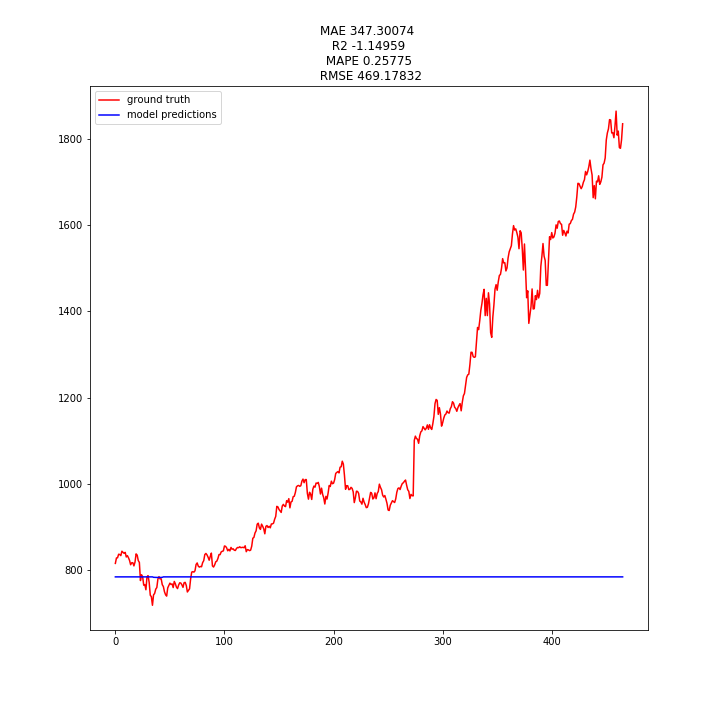 MAE 347.30074
R2 -1.14959
MAPE 0.25775
RMSE 469.17832
ground truth
model predictions
1800
1600
1400
1200
1000
800
0 100 200 300 400